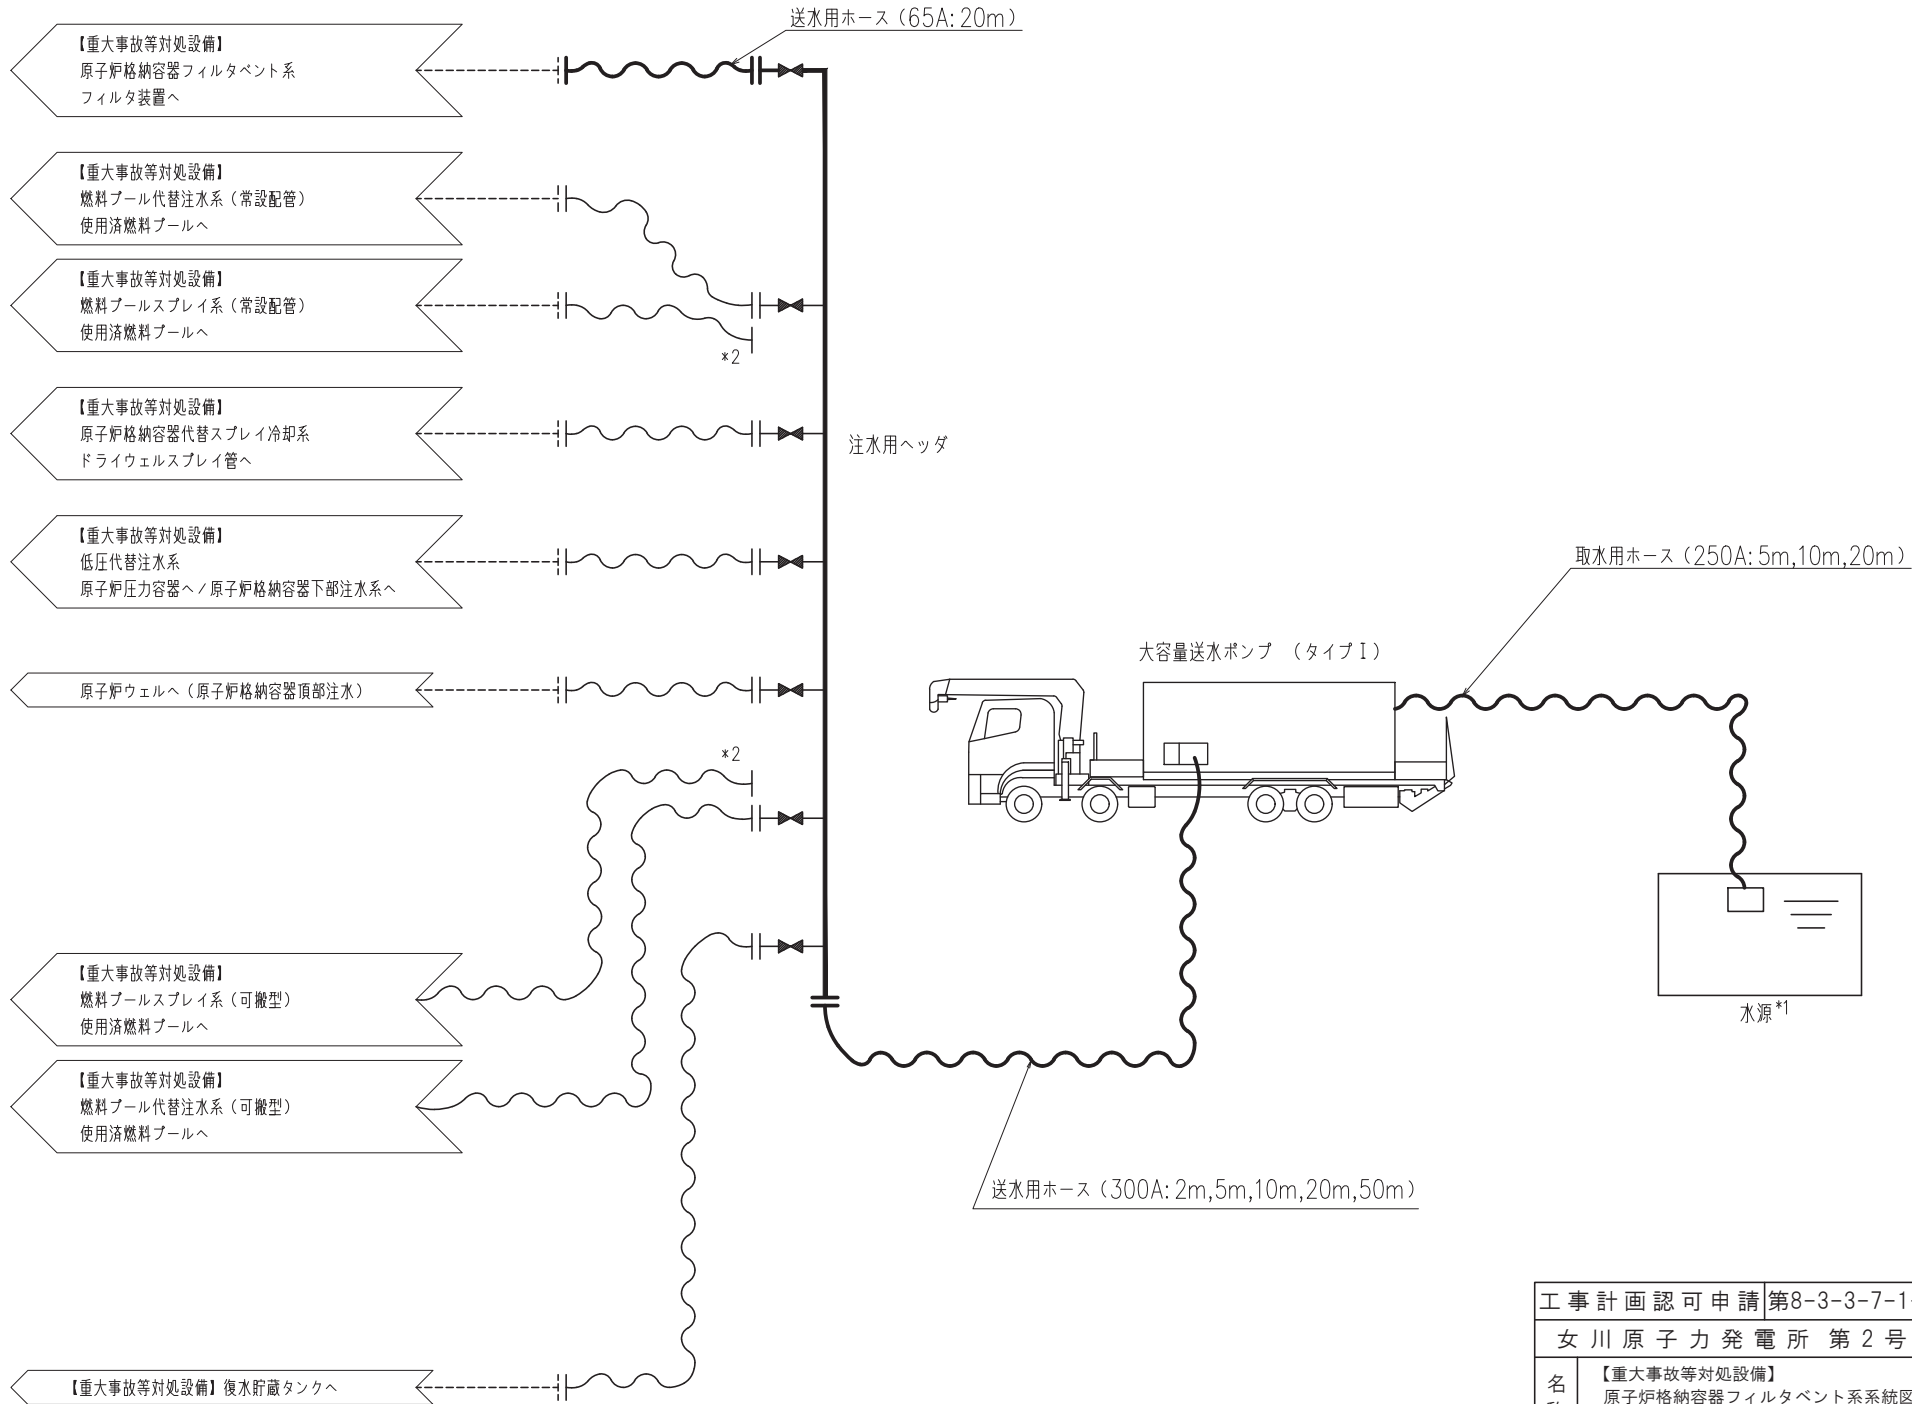 送水用ホース（65A:20m）
【重大事故等対処設備】
原子炉格納容器フィルタベント系
フィルタ装置へ
【重大事故等対処設備】
燃料プール代替注水系（常設配管）
使用済燃料プールへ
【重大事故等対処設備】
燃料プールスプレイ系（常設配管）
使用済燃料プールへ
*2
【重大事故等対処設備】
原子炉格納容器代替スプレイ冷却系
ドライウェルスプレイ管へ
注水用ヘッダ
【重大事故等対処設備】
低圧代替注水系
原子炉圧力容器へ/原子炉格納容器下部注水系へ
取水用ホース（250A:5m,10m,20m）
大容量送水ポンプ （タイプⅠ）
原子炉ウェルへ（原子炉格納容器頂部注水）
*2
【重大事故等対処設備】
燃料プールスプレイ系（可搬型）
使用済燃料プールへ
水源*1
【重大事故等対処設備】
燃料プール代替注水系（可搬型）
使用済燃料プールへ
送水用ホース（300A:2m,5m,10m,20m,50m）
【重大事故等対処設備】復水貯蔵タンクへ
工事計画認可申請 第8-3-3-7-1-
女川原子力発電所 第2号
名
【重大事故等対処設備】
原子炉格納容器フィルタベント系系統図